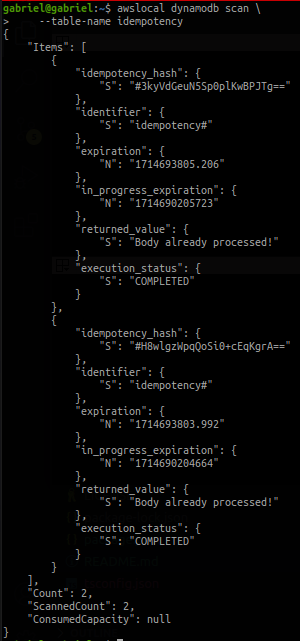 gabriel@gabriel:~$ awslocal dynamodb scan \
>     --table-name idempotency
{
    "Items": [
        {
            "idempotency_hash": {
                "S": "#3kyVdGeuN5Sp0plKwBPJTg=="
            },
            "identifier": {
                "S": "idempotency#"
            },
            "expiration": {
                "N": "1714693805.206"
            },
            "in_progress_expiration": {
                "N": "1714690205723"
            },
            "returned_value": {
                "S": "Body already processed!"
            },
            "execution_status": {
                "S": "COMPLETED"
            }
        },
        {
            "idempotency_hash": {
                "S": "#H8wlgzWpqQoSi0+cEqKgrA=="
            },
            "identifier": {
                "S": "idempotency#"
            },
            "expiration": {
                "N": "1714693803.992"
            },
            "in_progress_expiration": {
                "N": "1714690204664"
            },
            "returned_value": {
                "S": "Body already processed!"
            },
            "execution_status": {
                "S": "COMPLETED"
            }
        }
    ],
    "Count": 2,
    "ScannedCount": 2,
    "ConsumedCapacity": null
}